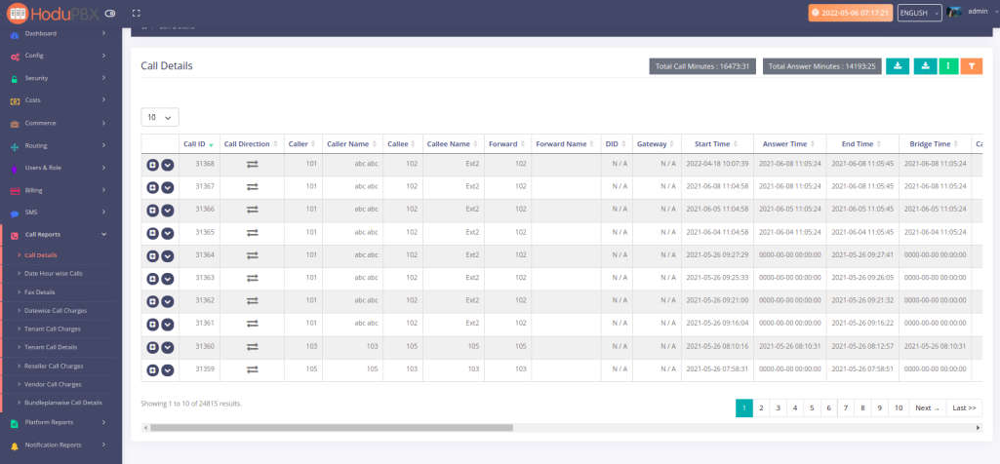 HoduPBX 2022-05-06 07:17:21 ENGLISH admin
Dashboard
Config
Security
Costs
Commerce
Routing
Users & Role
Billing
SMS
Call Reports
Call Details
Date Hour wise Calls
Fax Details
Datewise Call Charges
Tenant Call Charges
Tenant Call Details
Reseller Call Charges
Vendor Call Charges
Bundleplanwise Call Details
Platform Reports
Notification Reports
Call Details Total Call Minutes : 16473:31 Total Answer Minutes : 14193:25
10
Call ID Call Direction Caller Caller Name Callee Callee Name Forward Forward Name DID Gateway Start Time Answer Time End Time Bridge Time Ca
31368 101 abc abc 102 Ext2 102 N / A N / A 2022-04-18 10:07:39 2021-06-08 11:05:24 2021-06-08 11:05:45 2021-06-08 11:05:24
31367 101 abc abc 102 Ext2 102 N / A N / A 2021-06-08 11:04:58 2021-06-08 11:05:24 2021-06-08 11:05:45 2021-06-08 11:05:24
31366 101 abc abc 102 Ext2 102 N / A N / A 2021-06-05 11:04:58 2021-06-05 11:05:24 2021-06-05 11:05:45 2021-06-05 11:05:24
31365 101 abc abc 102 Ext2 102 N / A N / A 2021-06-04 11:04:58 2021-06-04 11:05:24 2021-06-04 11:05:45 2021-06-04 11:05:24
31364 101 abc abc 102 Ext2 102 N / A N / A 2021-05-26 09:27:29 0000-00-00 00:00:00 2021-05-26 09:27:41 0000-00-00 00:00:00
31363 101 abc abc 102 Ext2 102 N / A N / A 2021-05-26 09:25:33 0000-00-00 00:00:00 2021-05-26 09:26:05 0000-00-00 00:00:00
31362 101 abc abc 102 Ext2 102 N / A N / A 2021-05-26 09:21:00 0000-00-00 00:00:00 2021-05-26 09:21:32 0000-00-00 00:00:00
31361 101 abc abc 102 Ext2 102 N / A N / A 2021-05-26 09:16:04 0000-00-00 00:00:00 2021-05-26 09:16:22 0000-00-00 00:00:00
31360 103 103 105 105 105 N / A N / A 2021-05-26 08:10:16 2021-05-26 08:10:31 2021-05-26 08:12:57 2021-05-26 08:10:31
31359 105 105 103 103 103 N / A N / A 2021-05-26 07:58:31 0000-00-00 00:00:00 2021-05-26 07:58:51 0000-00-00 00:00:00
Showing 1 to 10 of 24815 results. 1 2 3 4 5 6 7 8 9 10 Next → Last >>